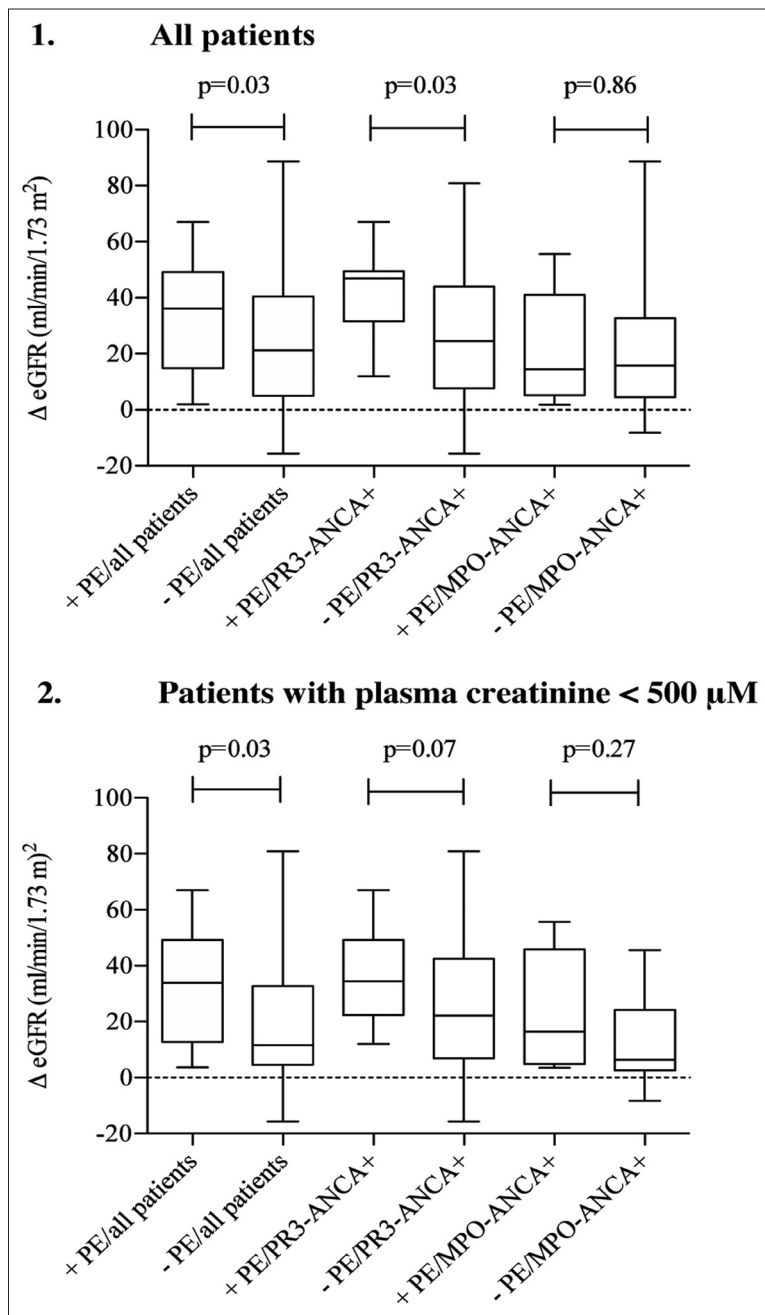 1. All patients
p=0.03 p=0.03 p=0.86
Δ eGFR (ml/min/1.73 m²)
100
80
60
40
20
0
-20
+ PE/all patients
- PE/all patients
+ PE/PR3-ANCA+
- PE/PR3-ANCA+
+ PE/MPO-ANCA+
- PE/MPO-ANCA+
2. Patients with plasma creatinine < 500 µM
p=0.03 p=0.07 p=0.27
Δ eGFR (ml/min/1.73 m)²
100
80
60
40
20
0
-20
+ PE/all patients
- PE/all patients
+ PE/PR3-ANCA+
- PE/PR3-ANCA+
+ PE/MPO-ANCA+
- PE/MPO-ANCA+